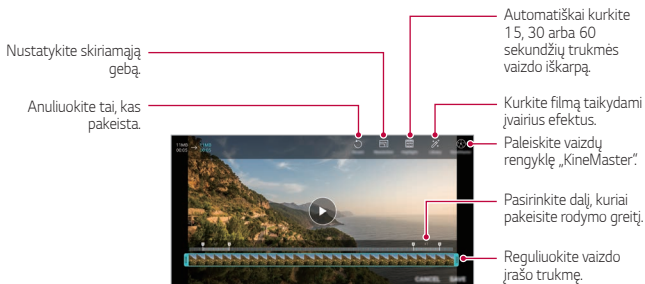 Nustatykite skiriamąją
gebą.
Anuliuokite tai, kas
pakeista.
Automatiškai kurkite
15, 30 arba 60
sekundžių trukmės
vaizdo iškarpą.
Kurkite filmą taikydami
įvairius efektus.
Paleiskite vaizdų
rengyklę „KineMaster“.
Pasirinkite dalį, kuriai
pakeisite rodymo greitį.
Reguliuokite vaizdo
įrašo trukmę.
CANCEL SAVE